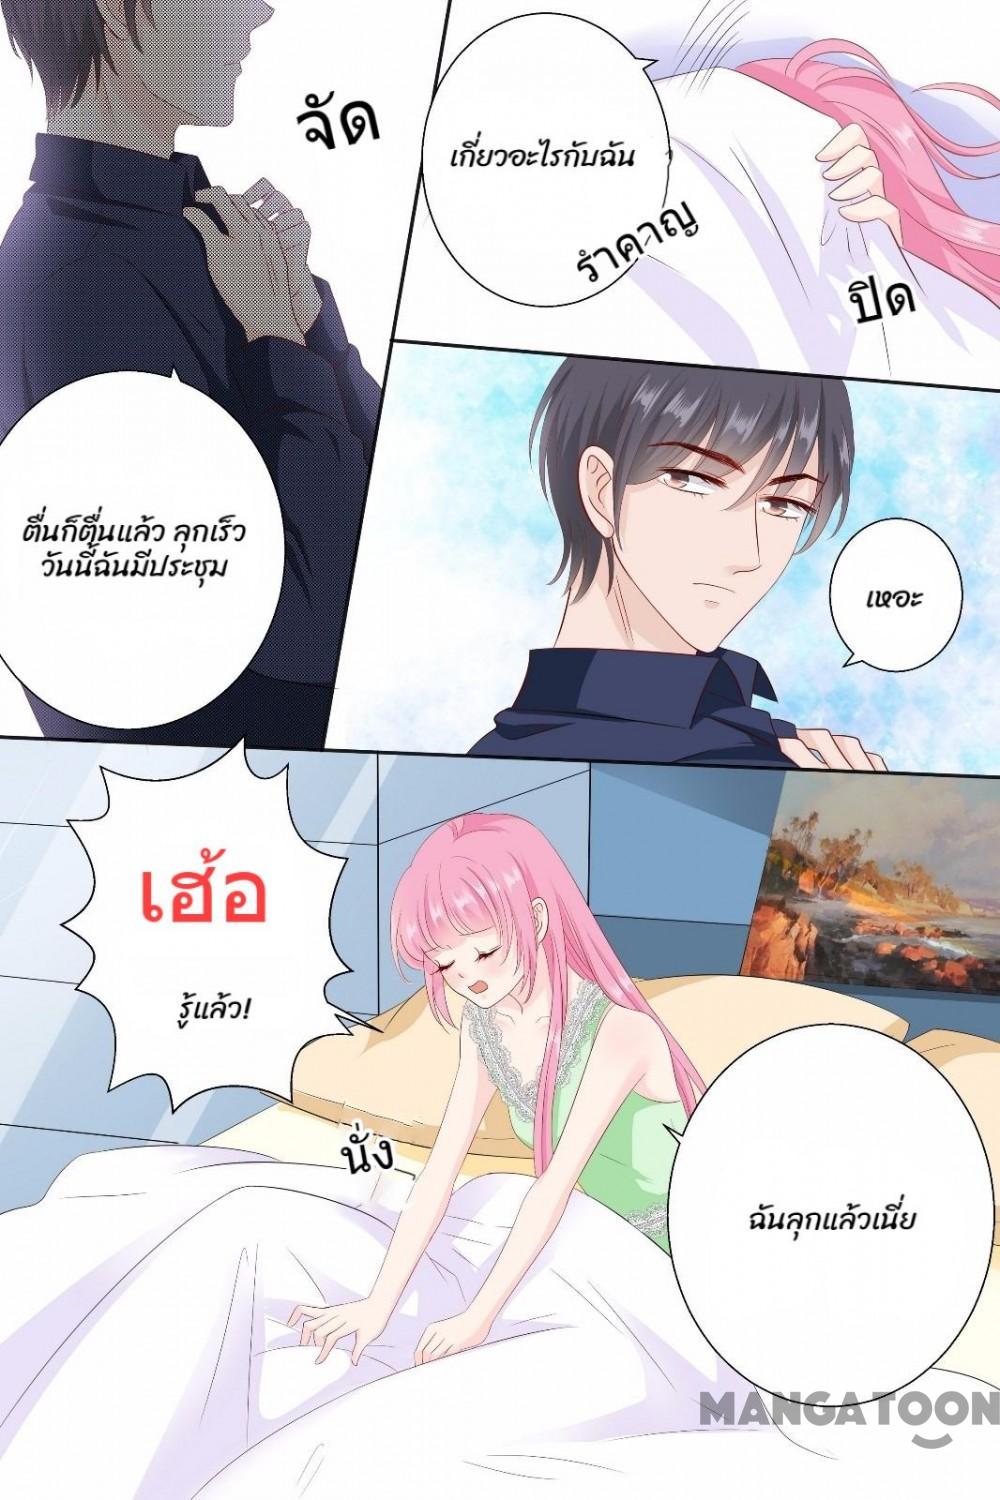 จัด
ตื่นก็ตื่นแล้ว ลุกเร็ว
วันนี้ฉันมีประชุม
เกี่ยวอะไรกับฉัน
รำคาญ
ปิด
เหอะ
เฮ้อ
รู้แล้ว!
นั่ง
ฉันลุกแล้วเนี่ย
MANGATOON